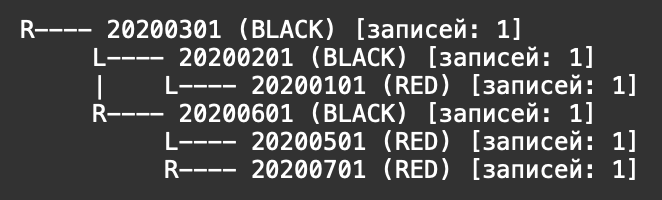 R---- 20200301 (BLACK) [записей: 1]
     L---- 20200201 (BLACK) [записей: 1]
     |    L---- 20200101 (RED) [записей: 1]
     R---- 20200601 (BLACK) [записей: 1]
          L---- 20200501 (RED) [записей: 1]
          R---- 20200701 (RED) [записей: 1]